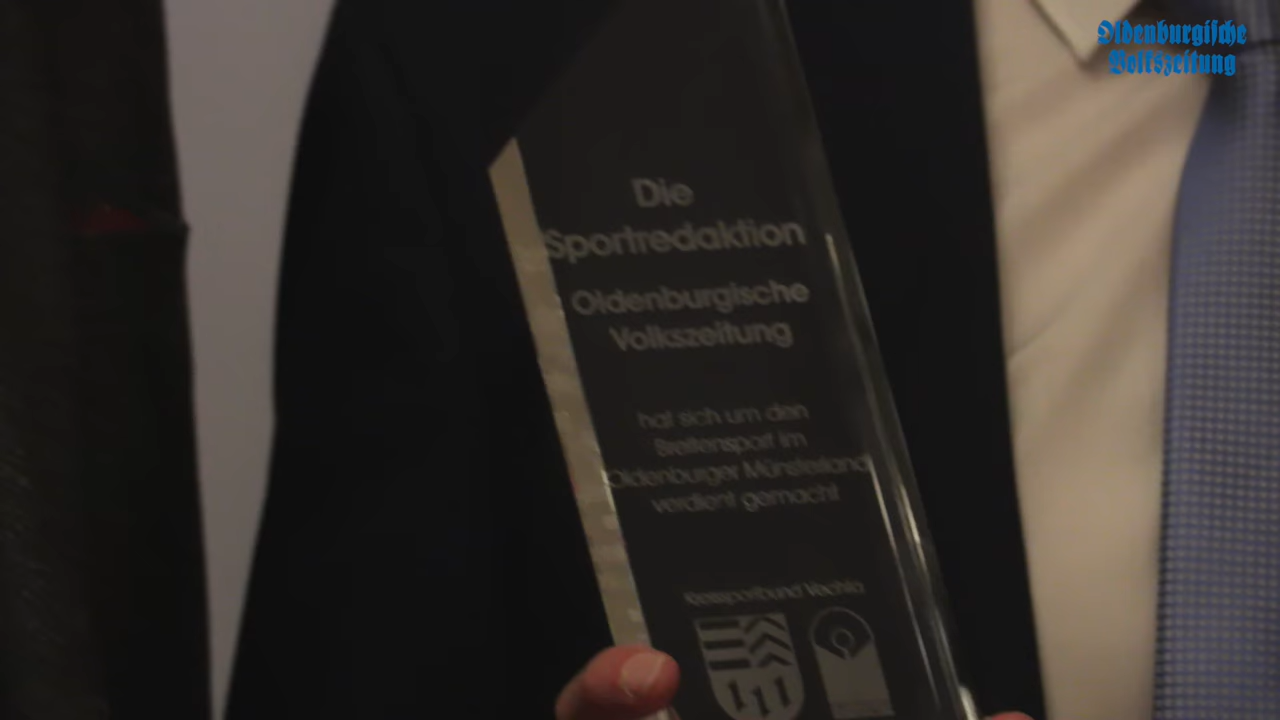 Oldenburgische
Volkszeitung
Die
Sportredaktion
Oldenburgische
Volkszeitung
hat sich um den
Breitensport im
Oldenburger Münsterland
verdient gemacht
Kreissportbund Vechta